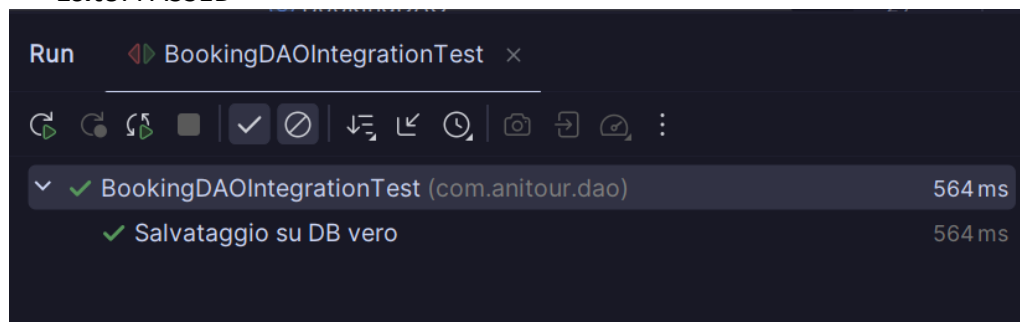 Run BookingDAOIntegrationTest ×
BookingDAOIntegrationTest (com.anitour.dao) 564 ms
Salvataggio su DB vero 564 ms